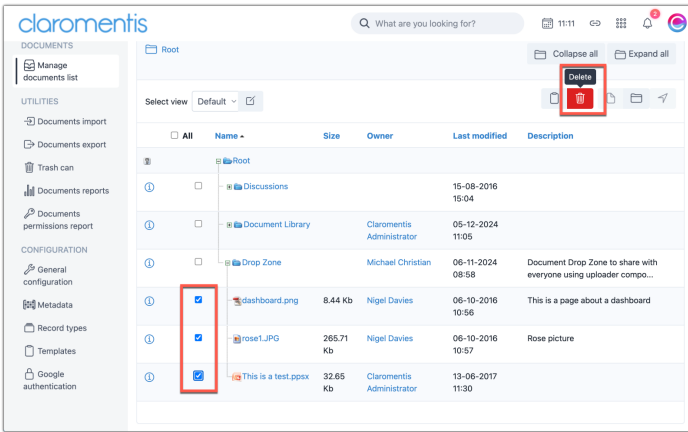 claromentis
What are you looking for?
11:11
2
DOCUMENTS
Manage
documents list
UTILITIES
Documents import
Documents export
Trash can
Documents reports
Documents
permissions report
CONFIGURATION
General
configuration
Metadata
Record types
Templates
Google
authentication
Root
Collapse all
Expand all
Delete
Select view
Default
All
Name
Size
Owner
Last modified
Description
Root
Discussions
15-08-2016
15:04
Document Library
Claromentis
Administrator
05-12-2024
11:05
Drop Zone
Michael Christian
06-11-2024
08:58
Document Drop Zone to share with
everyone using uploader compo...
dashboard.png
8.44 Kb
Nigel Davies
06-10-2016
10:56
This is a page about a dashboard
rose1.JPG
265.71
Kb
Nigel Davies
06-10-2016
10:57
Rose picture
This is a test.ppsx
32.65
Kb
Claromentis
Administrator
13-06-2017
11:30